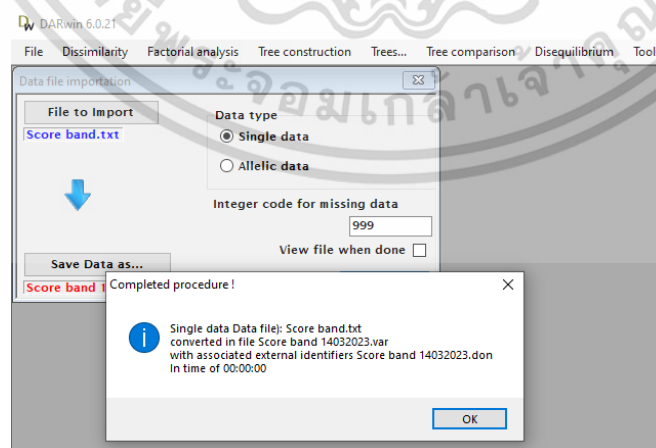 DARwin 6.0.21
File Dissimilarity Factorial analysis Tree construction Trees... Tree comparison Disequilibrium Tool
Data file importation
File to Import
Score band.txt
Data type
Single data
Allelic data
Integer code for missing data
999
View file when done
Save Data as...
Score band 1
Completed procedure !
Single data Data file): Score band.txt
converted in file Score band 14032023.var
with associated external identifiers Score band 14032023.don
In time of 00:00:00
OK